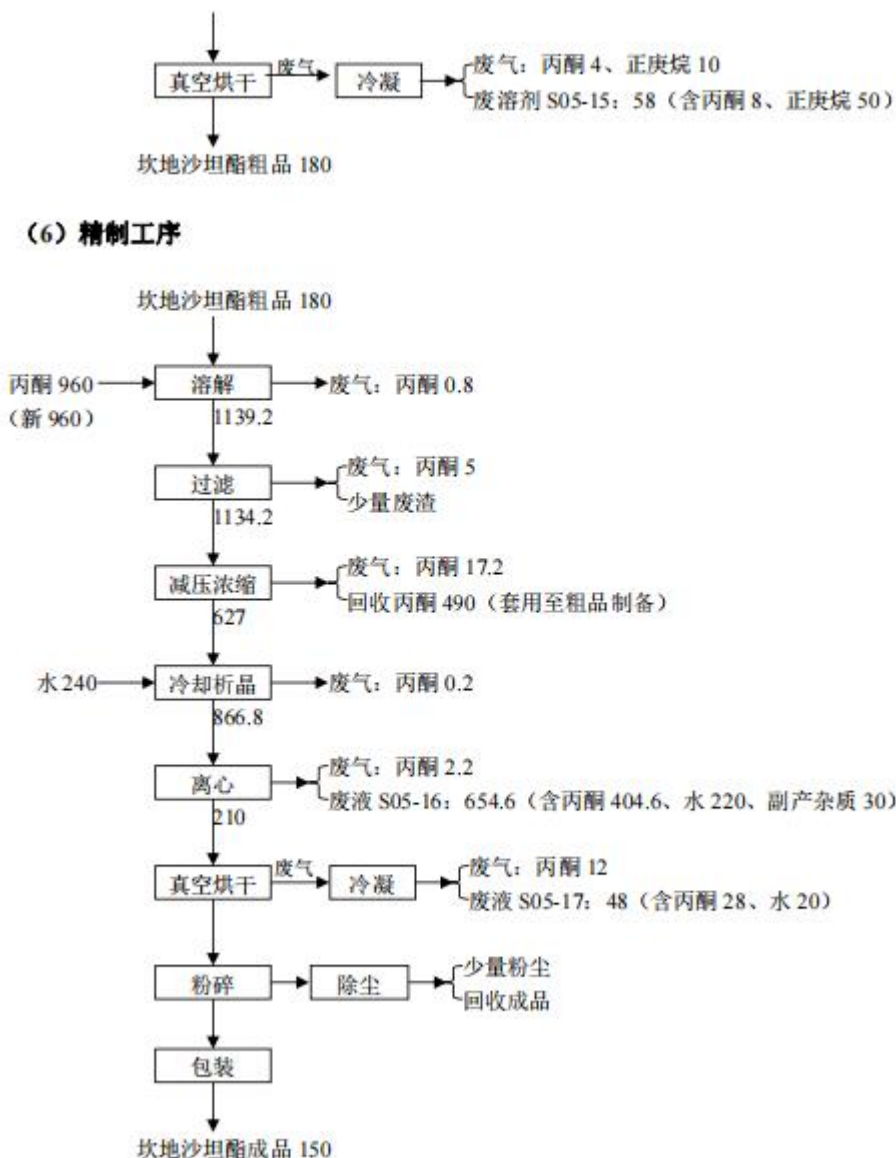 废气
废气：丙酮 4、正庚烷 10
真空烘干
冷凝
废溶剂 S05-15：58（含丙酮 8、正庚烷 50）
坎地沙坦酯粗品 180
（6）精制工序
坎地沙坦酯粗品 180
丙酮 960
溶解
废气：丙酮 0.8
（新 960）
1139.2
废气：丙酮 5
过滤
少量废渣
1134.2
废气：丙酮 17.2
减压浓缩
回收丙酮 490（套用至粗品制备）
627
水 240
冷却析晶
废气：丙酮 0.2
866.8
废气：丙酮 2.2
离心
废液 S05-16：654.6（含丙酮 404.6、水 220、副产杂质 30）
210
废气
废气：丙酮 12
真空烘干
冷凝
废液 S05-17：48（含丙酮 28、水 20）
少量粉尘
粉碎
除尘
回收成品
包装
坎地沙坦酯成品 150